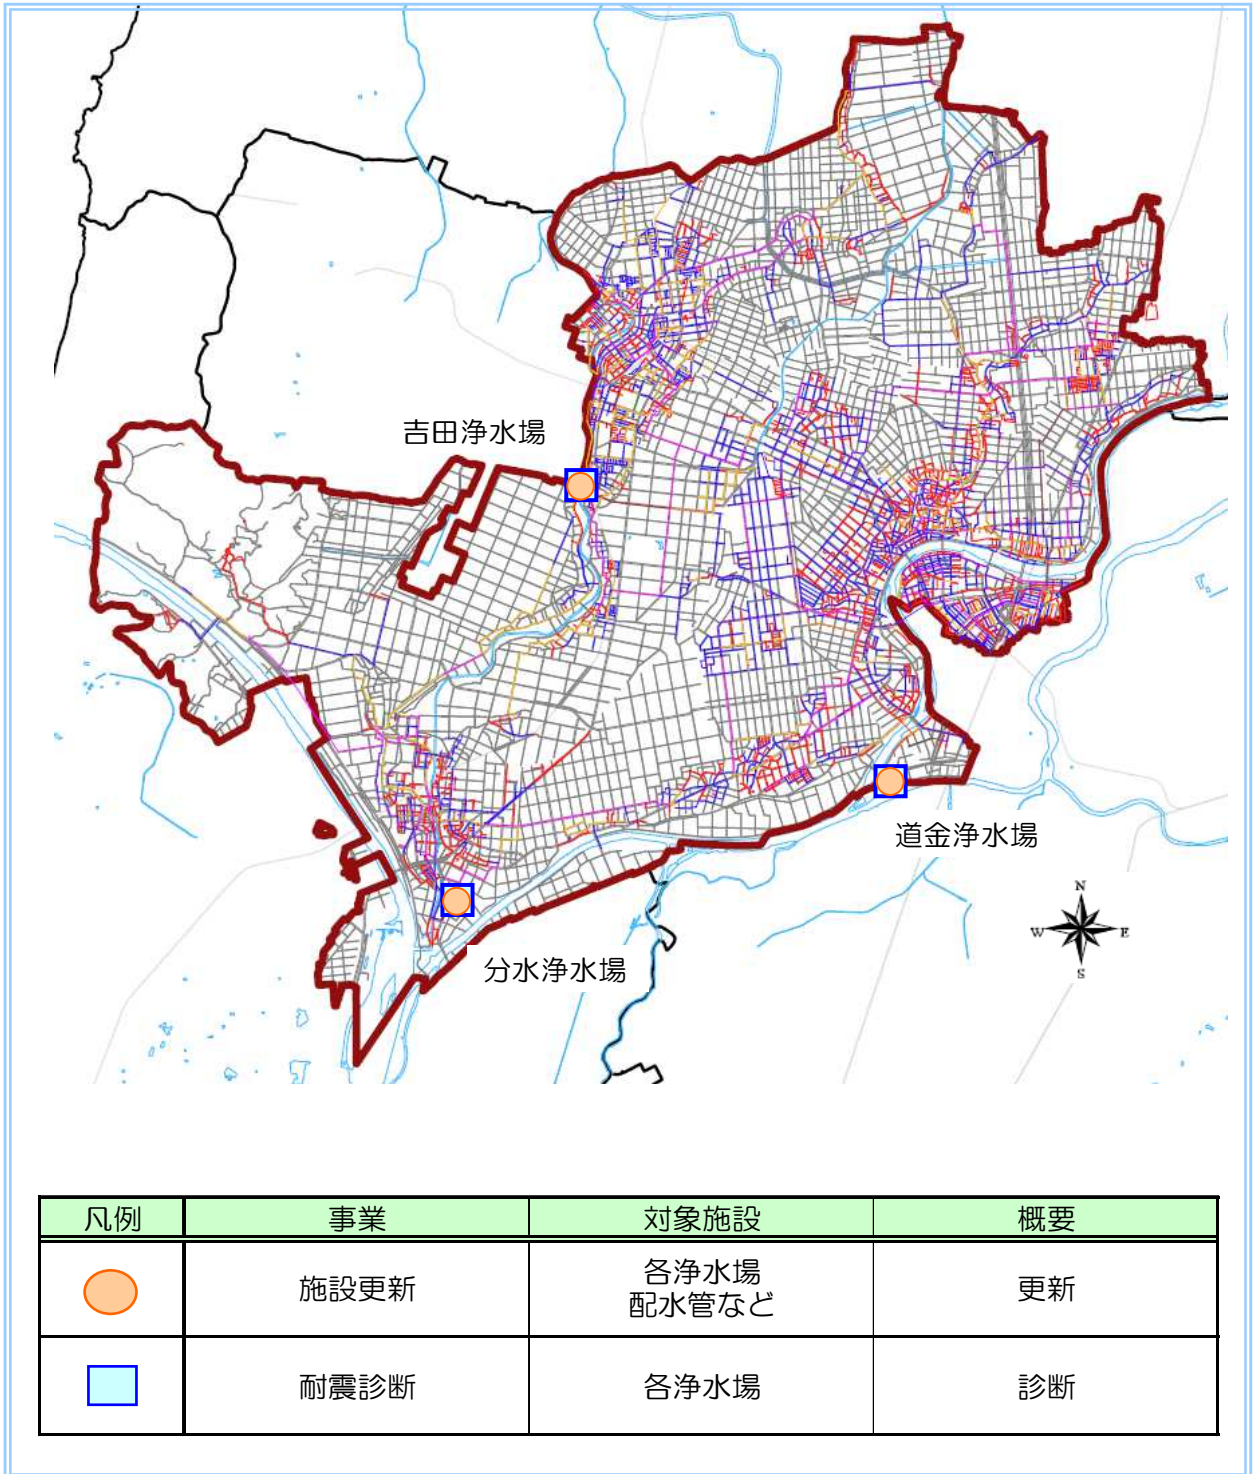 吉田浄水場
道金浄水場
分水浄水場
N
W E
S
凡例 事業 対象施設 概要
施設更新 各浄水場 更新
配水管など
耐震診断 各浄水場 診断